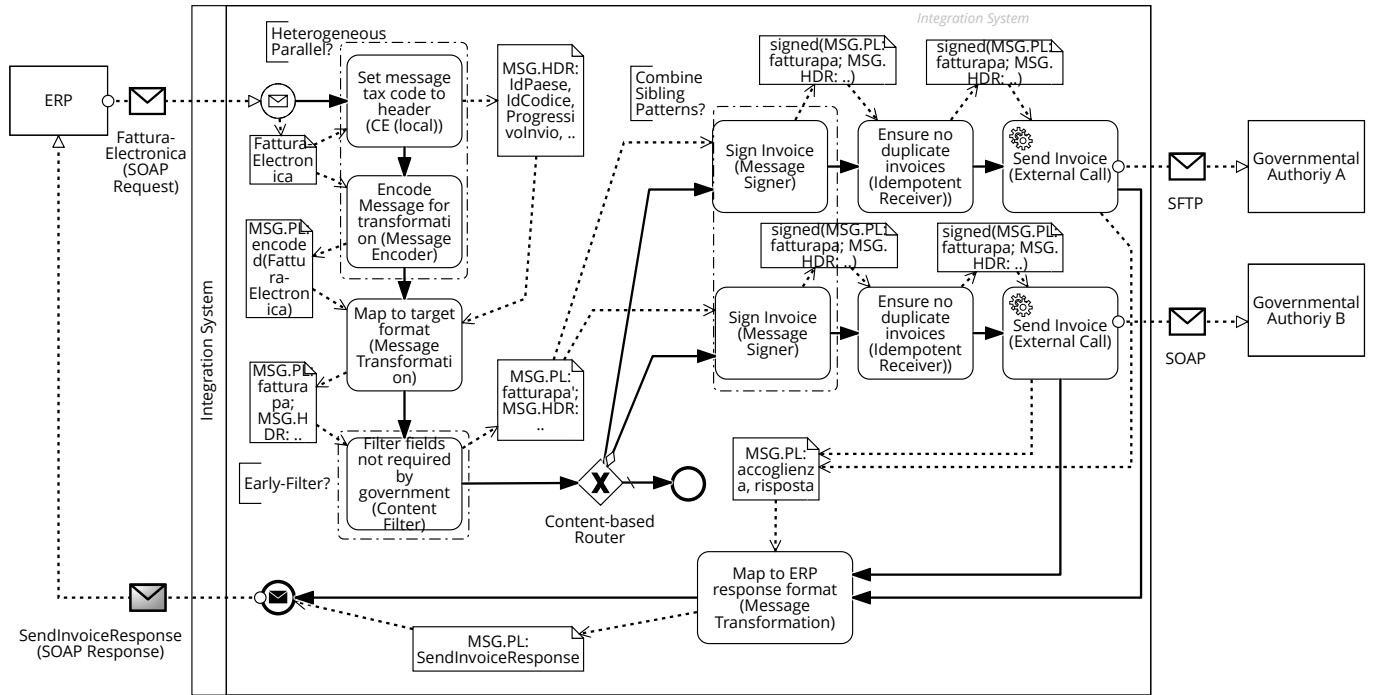 Integration System
Heterogeneous
Parallel?
ERP
Fattura-
Electronica
(SOAP
Request)
Set message
tax code to
header
(CE (local))
MSG.HDR:
IdPaese,
IdCodice,
Progressi
voInvio, ..
Fattura-
Electron
ica
Encode
Message for
transformati
on (Message
Encoder)
MSG.PL:
encode
d(Fattu
ra-
Electron
ica)
Map to target
format
(Message
Transformati
on)
MSG.PL:
fattura
pa;
MSG.H
DR: ..
Filter fields
not required
by
government
(Content
Filter)
Early-Filter?
MSG.PL:
fatturapa';
MSG.HDR:
..
Content-based
Router
Combine
Sibling
Patterns?
signed(MSG.PL:
fatturapa; MSG.
HDR: ..)
signed(MSG.PL:
fatturapa; MSG.
HDR: ..)
Sign Invoice
(Message
Signer)
Ensure no
duplicate
invoices
(Idempotent
Receiver))
Send Invoice
(External Call)
SFTP
Governmental
Authoriy A
signed(MSG.PL:
fatturapa; MSG.
HDR: ..)
signed(MSG.PL:
fatturapa; MSG.
HDR: ..)
Sign Invoice
(Message
Signer)
Ensure no
duplicate
invoices
(Idempotent
Receiver))
Send Invoice
(External Call)
SOAP
Governmental
Authoriy B
Integration System
MSG.PL:
accoglienz
a, risposta
Map to ERP
response format
(Message
Transformation)
MSG.PL:
SendInvoiceResponse
SendInvoiceResponse
(SOAP Response)